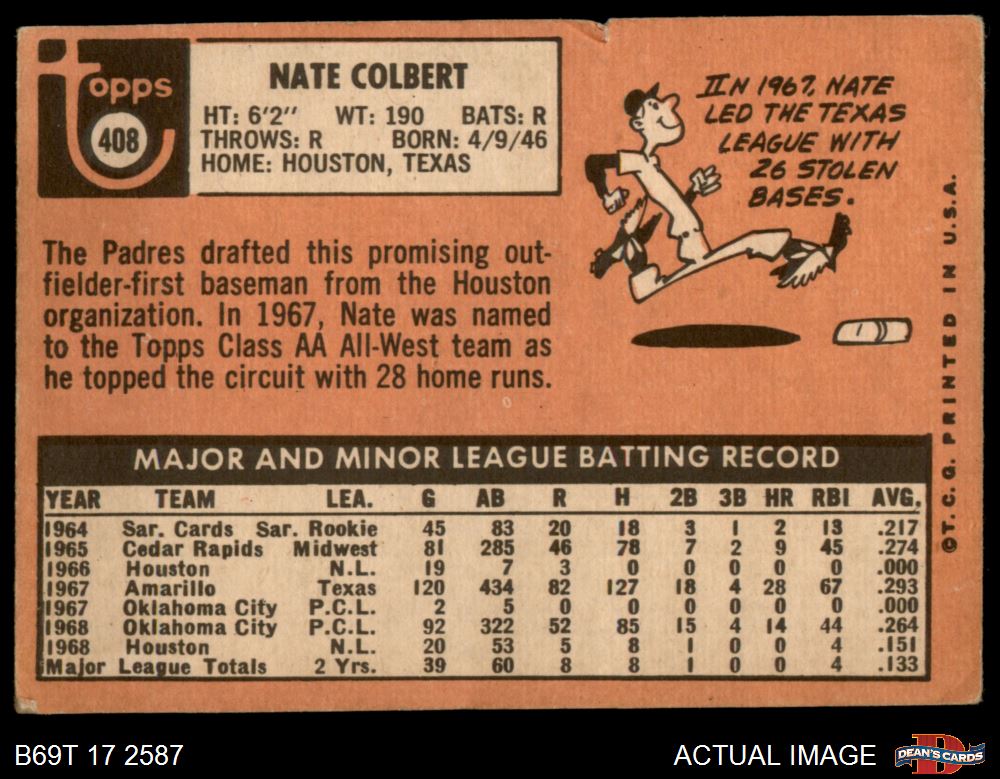 Topps
408
NATE COLBERT
HT: 6'2" WT: 190 BATS: R
THROWS: R BORN: 4/9/46
HOME: HOUSTON, TEXAS
IN 1967, NATE
LED THE TEXAS
LEAGUE WITH
26 STOLEN
BASES.
The Padres drafted this promising out-
fielder-first baseman from the Houston
organization. In 1967, Nate was named
to the Topps Class AA All-West team as
he topped the circuit with 28 home runs.
©T. C. G. PRINTED IN U.S.A.
MAJOR AND MINOR LEAGUE BATTING RECORD
YEAR TEAM LEA. G AB R H 2B 3B HR RBI AVG.
1964 Sar. Cards Sar. Rookie 45 83 20 18 3 1 2 13 .217
1965 Cedar Rapids Midwest 81 285 46 78 7 2 9 45 .274
1966 Houston N.L. 19 7 3 0 0 0 0 0 .000
1967 Amarillo Texas 120 434 82 127 18 4 28 67 .293
1967 Oklahoma City P.C.L. 2 5 0 0 0 0 0 0 .000
1968 Oklahoma City P.C.L. 92 322 52 85 15 4 14 44 .264
1968 Houston N.L. 20 53 5 8 1 0 0 4 .151
Major League Totals 2 Yrs. 39 60 8 8 1 0 0 4 .133
B69T 17 2587
ACTUAL IMAGE
D
DEAN'S CARDS